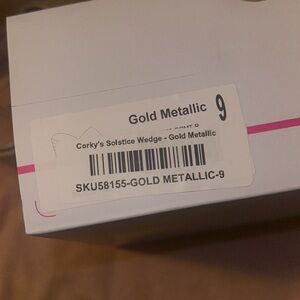 Gold Metallic 9
Corky's Solstice Wedge - Gold Metallic
SKU58155-GOLD METALLIC-9